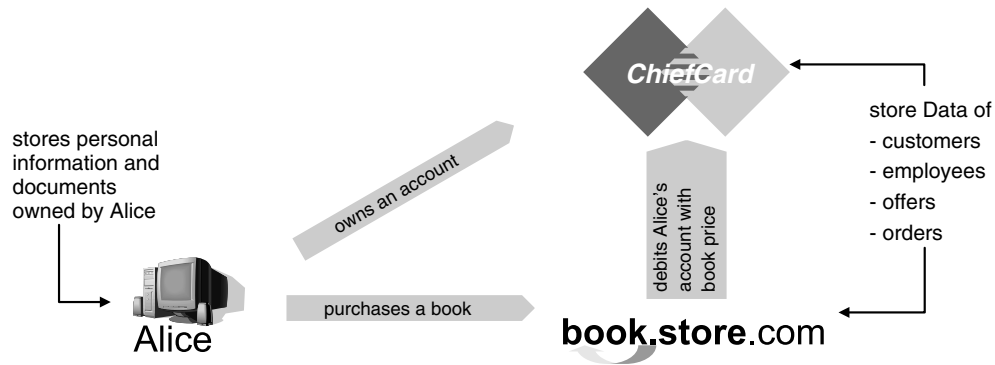 ChiefCard
stores personal
information and
documents
owned by Alice
owns an account
store Data of
- customers
- employees
- offers
- orders
debits Alice's
account with
book price
purchases a book
Alice
book.store.com